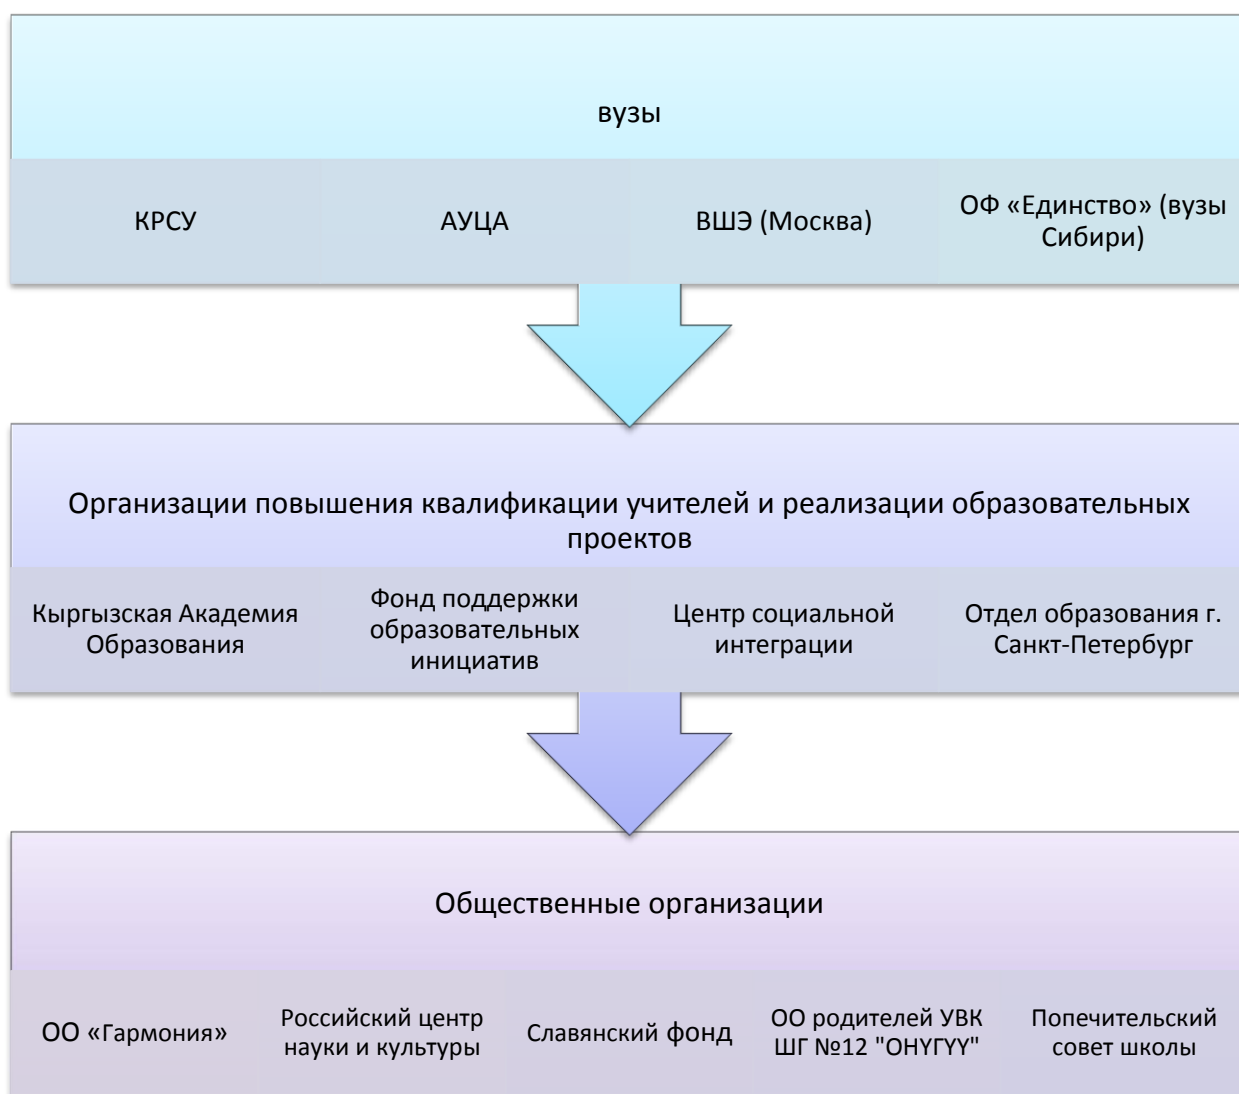 вузы
КРСУ
АУЦА
ВШЭ (Москва)
ОФ «Единство» (вузы
Сибири)
Организации повышения квалификации учителей и реализации образовательных
проектов
Кыргызская Академия
Образования
Фонд поддержки
образовательных
инициатив
Центр социальной
интеграции
Отдел образования г.
Санкт-Петербург
Общественные организации
ОО «Гармония»
Российский центр
науки и культуры
Славянский фонд
ОО родителей УВК
ШГ №12 "ОНҮГҮҮ"
Попечительский
совет школы